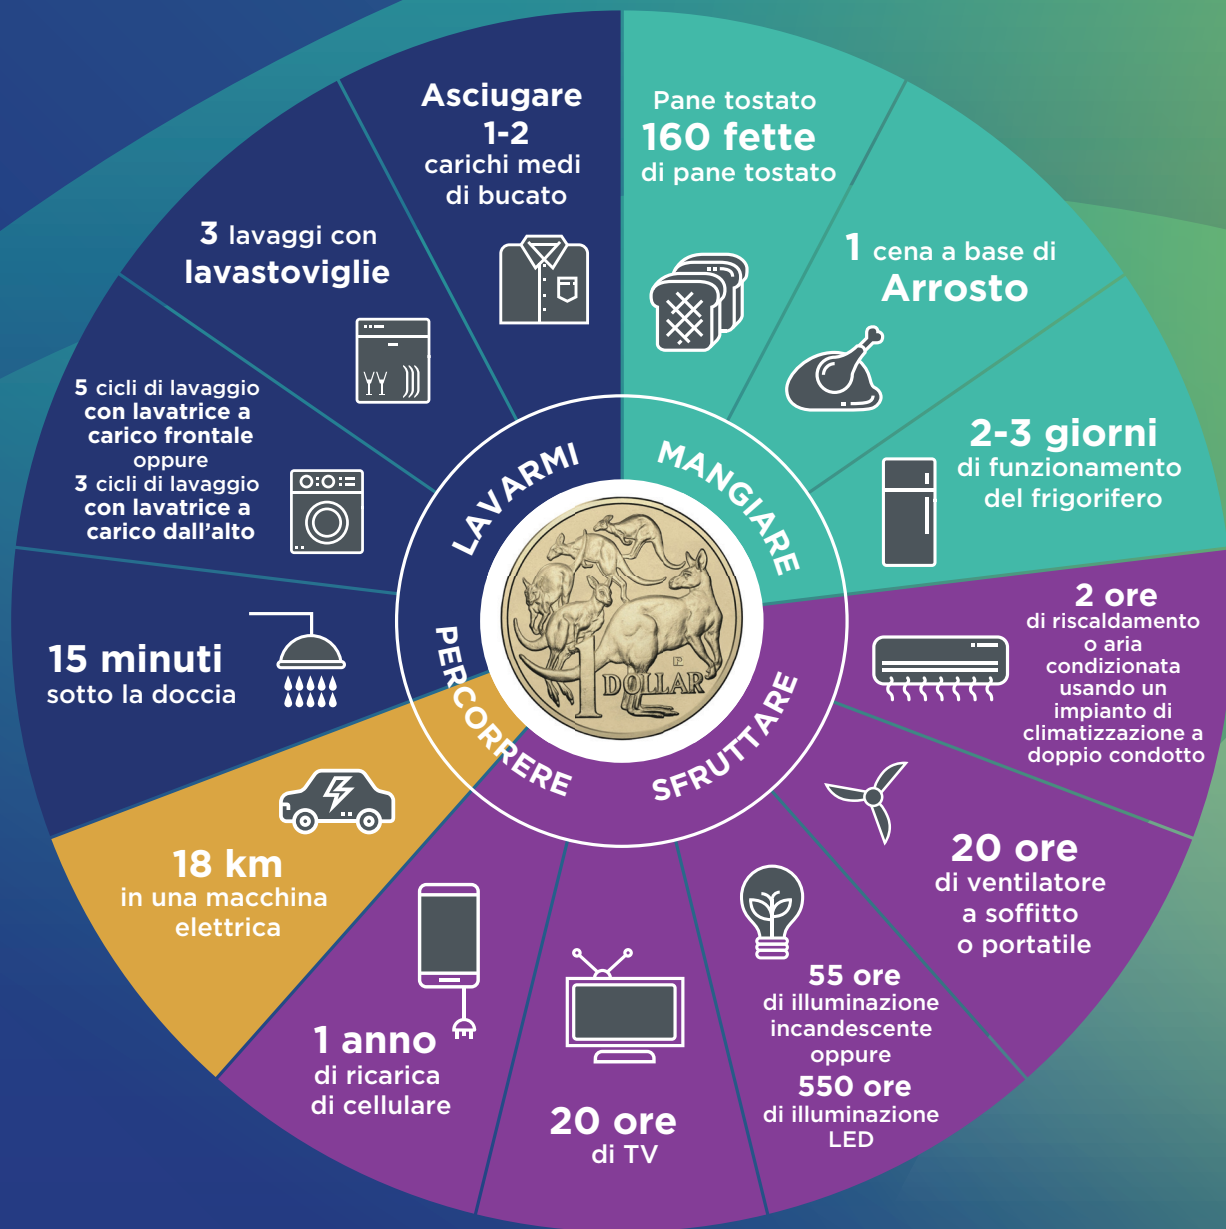 Asciugare
1-2
carichi medi
di bucato
Pane tostato
160 fette
di pane tostato
3 lavaggi con
lavastoviglie
1 cena a base di
Arrosto
5 cicli di lavaggio
con lavatrice a
carico frontale
oppure
3 cicli di lavaggio
con lavatrice a
carico dall'alto
2-3 giorni
di funzionamento
del frigorifero
LAVARMI
MANGIARE
PERCORRERE
SFRUTTARE
1 DOLLAR
15 minuti
sotto la doccia
2 ore
di riscaldamento
o aria
condizionata
usando un
impianto di
climatizzazione a
doppio condotto
18 km
in una macchina
elettrica
20 ore
di ventilatore
a soffitto
o portatile
1 anno
di ricarica
di cellulare
20 ore
di TV
55 ore
di illuminazione
incandescente
oppure
550 ore
di illuminazione
LED